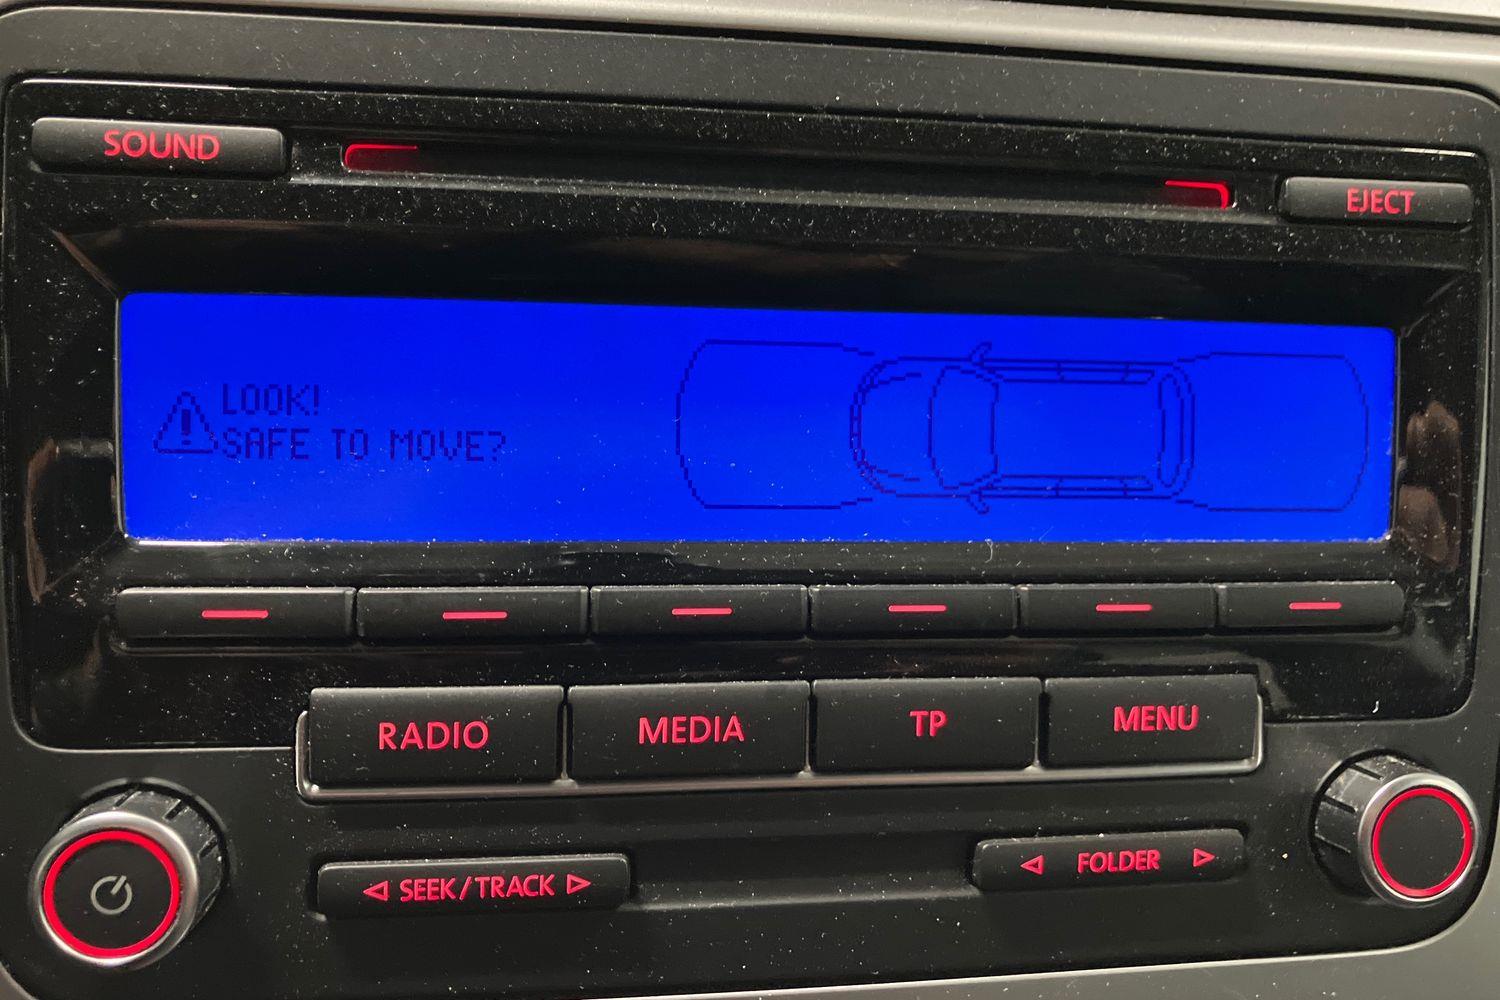 SOUND
EJECT
LOOK!
SAFE TO MOVE?
RADIO
MEDIA
TP
MENU
SEEK/TRACK
FOLDER